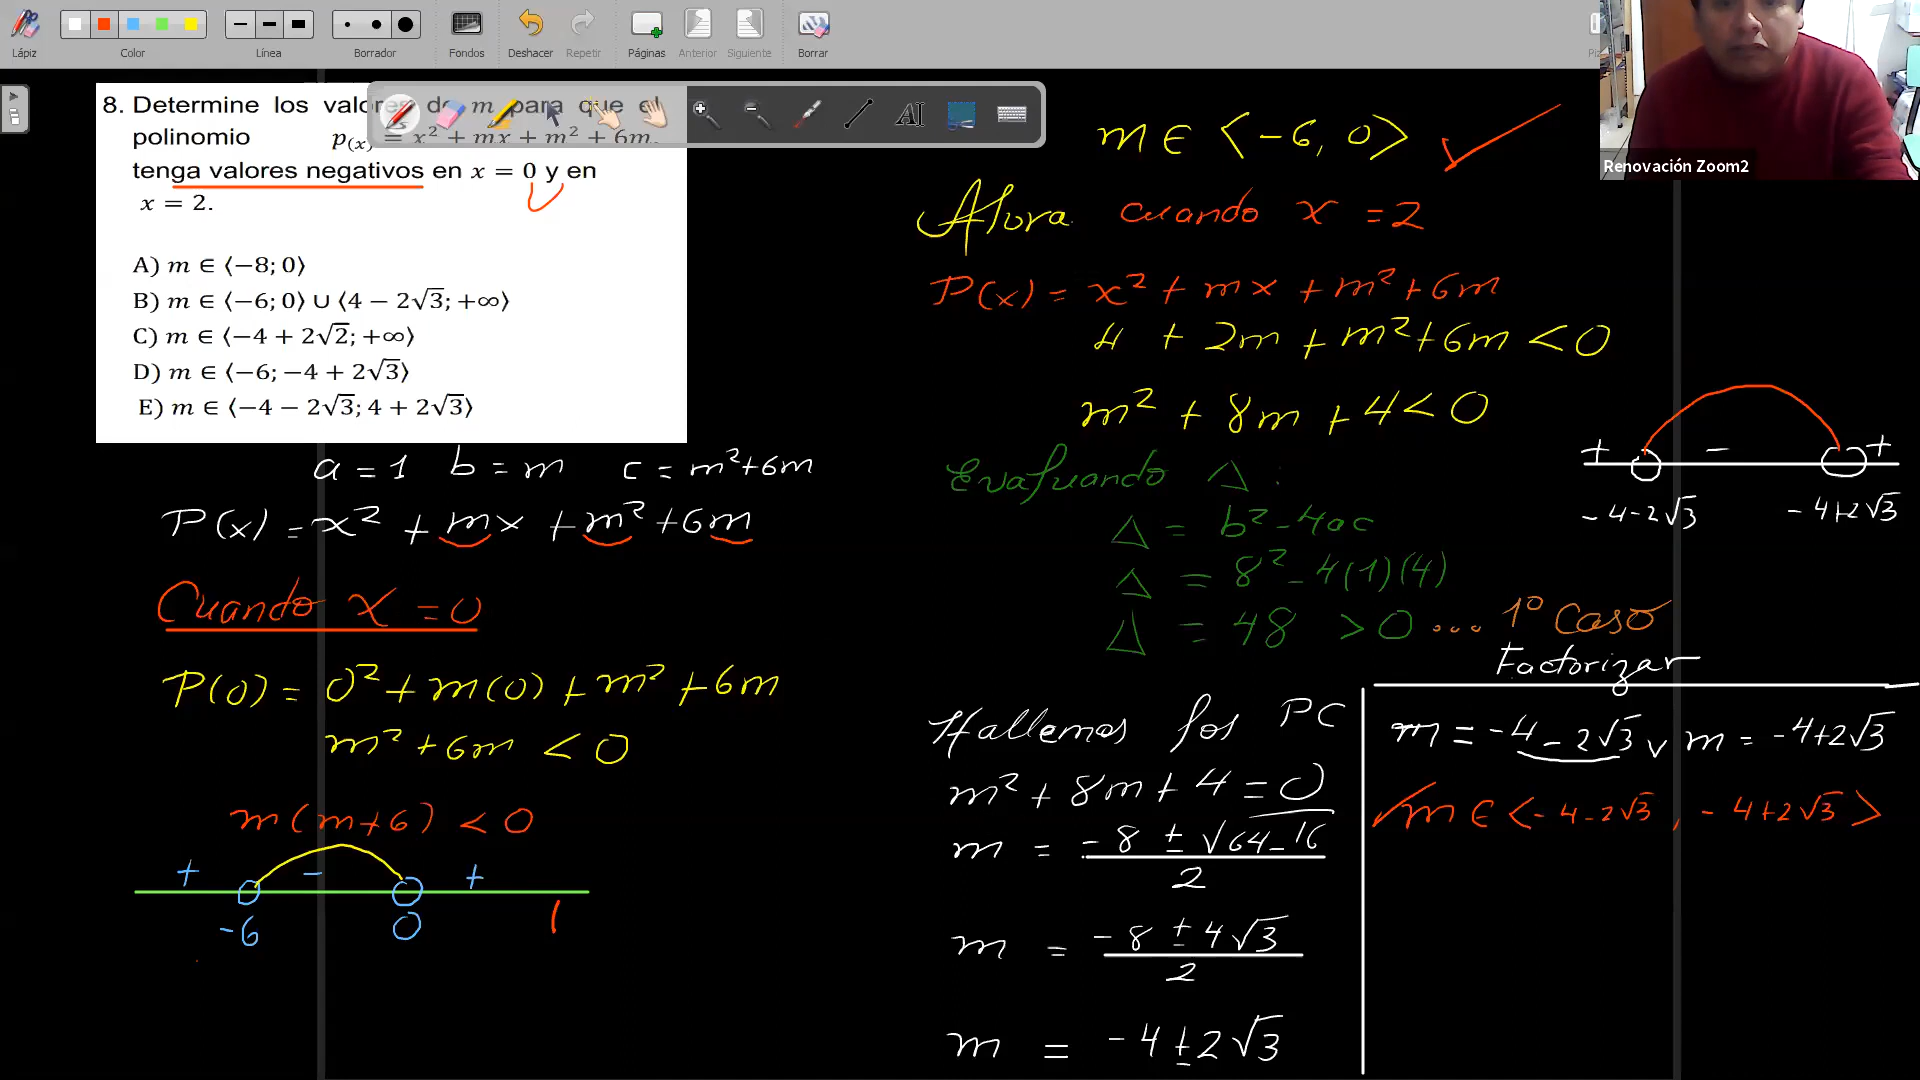 Lápiz
Color
Línea
Borrador
Fondos
Deshacer
Repetir
Páginas
Anterior
Siguiente
Borrar
Renovación Zoom2
8. Determine los valores de m para que el
polinomio p(x) = x² + mx + m² + 6m,
tenga valores negativos en x = 0 y en
x = 2.
A) m ∈ ⟨−8; 0⟩
B) m ∈ ⟨−6; 0⟩ ∪ ⟨4 − 2√3; +∞⟩
C) m ∈ ⟨−4 + 2√2; +∞⟩
D) m ∈ ⟨−6; −4 + 2√3⟩
E) m ∈ ⟨−4 − 2√3; 4 + 2√3⟩
a = 1 b = m c = m²+6m
P(x) = x² + mx + m² + 6m
Cuando x = 0
P(0) = 0² + m(0) + m² + 6m
m² + 6m < 0
m(m+6) < 0
+ − +
-6 0
m ∈ <-6, 0>
Ahora cuando x = 2
P(x) = x² + mx + m² + 6m
4 + 2m + m² + 6m < 0
m² + 8m + 4 < 0
+ − +
-4-2√3 -4+2√3
Evaluando Δ :
Δ = b² - 4ac
Δ = 8² - 4(1)(4)
Δ = 48 > 0 ... 1º Caso
Factorizar
Hallemos los PC
m² + 8m + 4 = 0
m = -8 ± √64-16
2
m = -8 ± 4√3
2
m = -4 ± 2√3
m = -4 - 2√3 v m = -4+2√3
m ∈ <-4-2√3, -4+2√3>